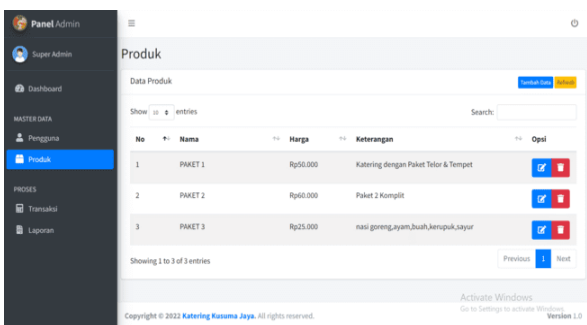 Panel Admin
Super Admin
Dashboard
MASTER DATA
Pengguna
Produk
PROSES
Transaksi
Laporan
Produk
Data Produk
Tambah Data Refresh
Show 10 entries
Search:
No Nama Harga Keterangan Opsi
1 PAKET 1 Rp50.000 Katering dengan Paket Telor & Tempet
2 PAKET 2 Rp60.000 Paket 2 Komplit
3 PAKET 3 Rp25.000 nasi goreng,ayam,buah,kerupuk,sayur
Showing 1 to 3 of 3 entries
Previous 1 Next
Activate Windows
Go to Settings to activate Windows.
Copyright © 2022 Katering Kusuma Jaya. All rights reserved.
Version 1.0